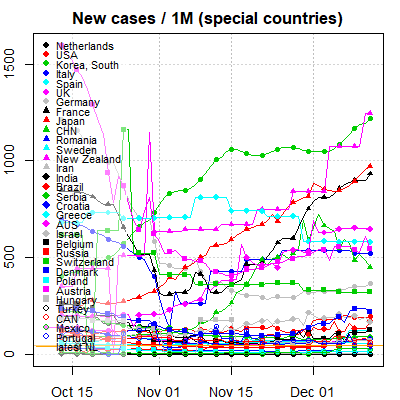 New cases / 1M (special countries)
1500
1000
500
0
Netherlands
USA
Korea, South
Italy
Spain
UK
Germany
France
Japan
CHN
Romania
Sweden
New Zealand
Iran
India
Brazil
Serbia
Croatia
Greece
AUS
Israel
Belgium
Russia
Switzerland
Denmark
Poland
Austria
Hungary
Turkey
CAN
Mexico
Portugal
latest NL
Oct 15
Nov 01
Nov 15
Dec 01